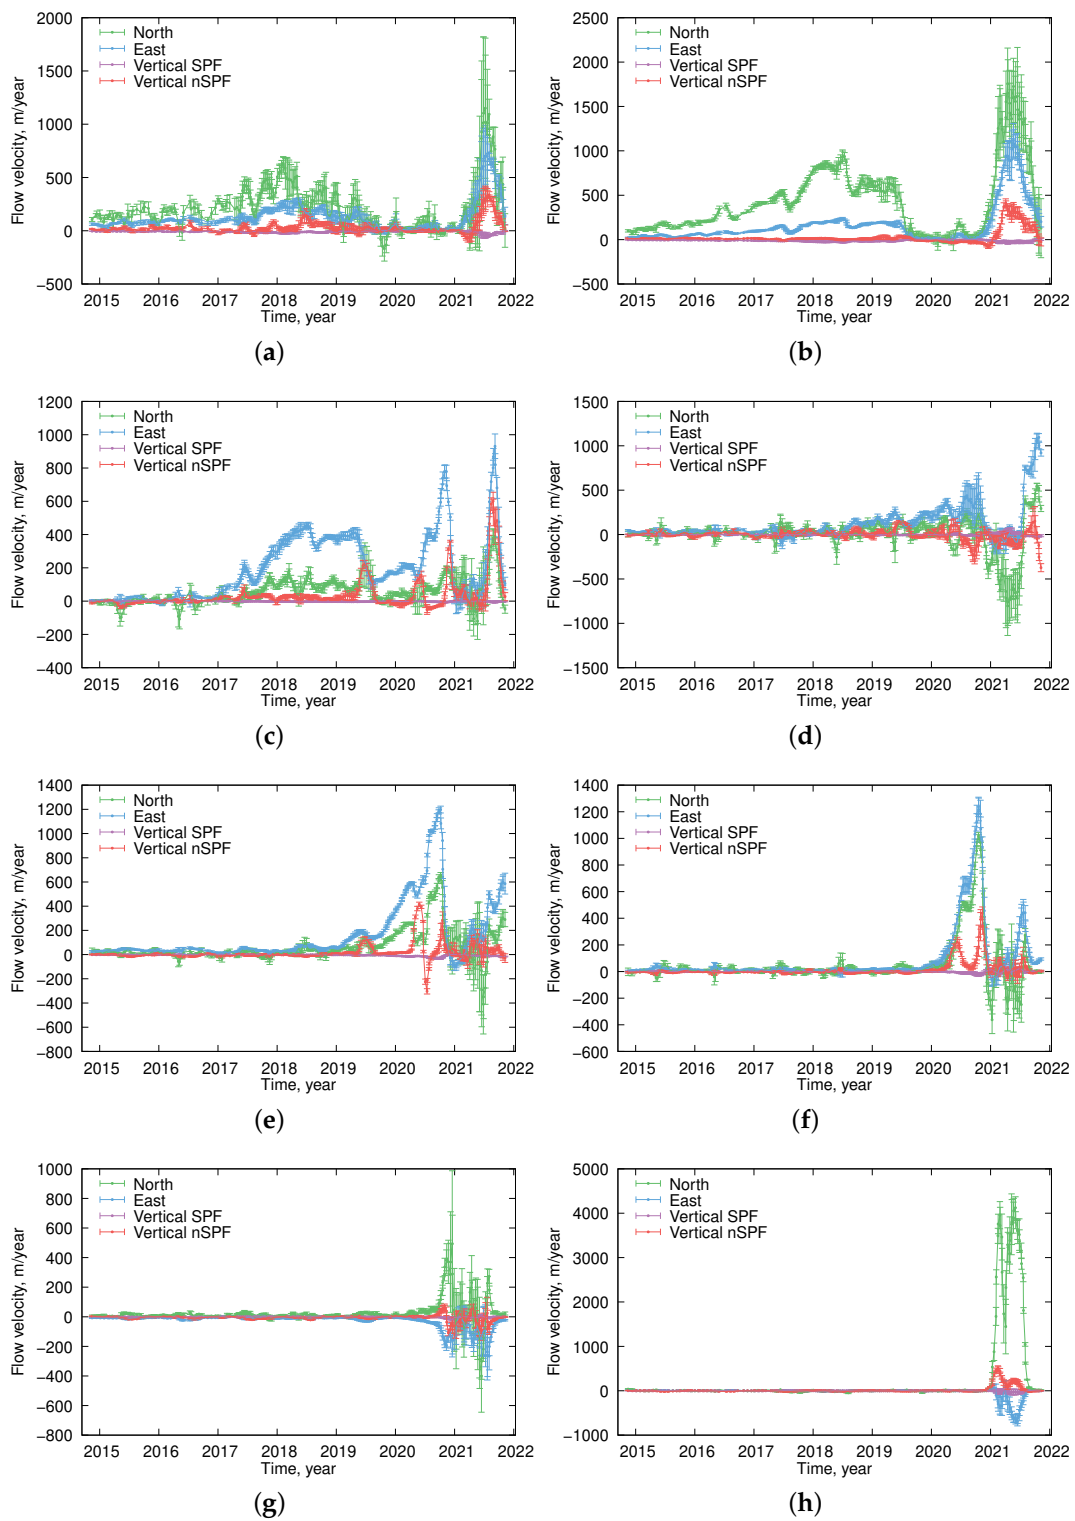 2000
1500
1000
500
0
−500
2015 2016 2017 2018 2019 2020 2021 2022
Flow velocity, m/year
Time, year
North
East
Vertical SPF
Vertical nSPF
(a)
2500
2000
1500
1000
500
0
−500
2015 2016 2017 2018 2019 2020 2021 2022
Flow velocity, m/year
Time, year
North
East
Vertical SPF
Vertical nSPF
(b)
1200
1000
800
600
400
200
0
−200
−400
2015 2016 2017 2018 2019 2020 2021 2022
Flow velocity, m/year
Time, year
North
East
Vertical SPF
Vertical nSPF
(c)
1500
1000
500
0
−500
−1000
−1500
2015 2016 2017 2018 2019 2020 2021 2022
Flow velocity, m/year
Time, year
North
East
Vertical SPF
Vertical nSPF
(d)
1400
1200
1000
800
600
400
200
0
−200
−400
−600
−800
2015 2016 2017 2018 2019 2020 2021 2022
Flow velocity, m/year
Time, year
North
East
Vertical SPF
Vertical nSPF
(e)
1400
1200
1000
800
600
400
200
0
−200
−400
−600
2015 2016 2017 2018 2019 2020 2021 2022
Flow velocity, m/year
Time, year
North
East
Vertical SPF
Vertical nSPF
(f)
1000
800
600
400
200
0
−200
−400
−600
−800
2015 2016 2017 2018 2019 2020 2021 2022
Flow velocity, m/year
Time, year
North
East
Vertical SPF
Vertical nSPF
(g)
5000
4000
3000
2000
1000
0
−1000
2015 2016 2017 2018 2019 2020 2021 2022
Flow velocity, m/year
Time, year
North
East
Vertical SPF
Vertical nSPF
(h)